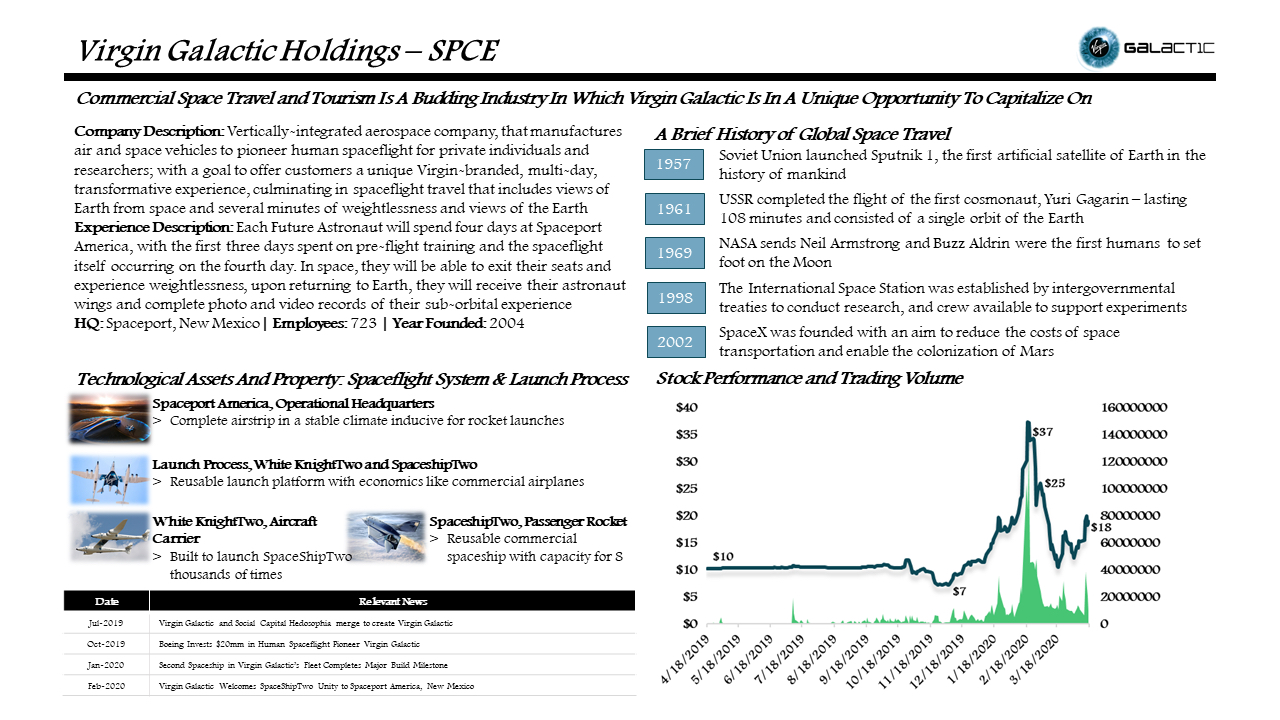 Virgin Galactic Holdings – SPCE
Virgin GALACTIC
Commercial Space Travel and Tourism Is A Budding Industry In Which Virgin Galactic Is In A Unique Opportunity To Capitalize On
Company Description: Vertically-integrated aerospace company, that manufactures
air and space vehicles to pioneer human spaceflight for private individuals and
researchers; with a goal to offer customers a unique Virgin-branded, multi-day,
transformative experience, culminating in spaceflight travel that includes views of
Earth from space and several minutes of weightlessness and views of the Earth
Experience Description: Each Future Astronaut will spend four days at Spaceport
America, with the first three days spent on pre-flight training and the spaceflight
itself occurring on the fourth day. In space, they will be able to exit their seats and
experience weightlessness, upon returning to Earth, they will receive their astronaut
wings and complete photo and video records of their sub-orbital experience
HQ: Spaceport, New Mexico | Employees: 723 | Year Founded: 2004
A Brief History of Global Space Travel
1957
Soviet Union launched Sputnik 1, the first artificial satellite of Earth in the
history of mankind
1961
USSR completed the flight of the first cosmonaut, Yuri Gagarin – lasting
108 minutes and consisted of a single orbit of the Earth
1969
NASA sends Neil Armstrong and Buzz Aldrin were the first humans to set
foot on the Moon
1998
The International Space Station was established by intergovernmental
treaties to conduct research, and crew available to support experiments
2002
SpaceX was founded with an aim to reduce the costs of space
transportation and enable the colonization of Mars
Technological Assets And Property: Spaceflight System & Launch Process
Spaceport America, Operational Headquarters
> Complete airstrip in a stable climate inducive for rocket launches
Launch Process, White KnightTwo and SpaceshipTwo
> Reusable launch platform with economics like commercial airplanes
White KnightTwo, Aircraft
Carrier
> Built to launch SpaceShipTwo
thousands of times
SpaceshipTwo, Passenger Rocket
> Reusable commercial
spaceship with capacity for 8
Date Relevant News
Jul-2019 Virgin Galactic and Social Capital Hedosophia merge to create Virgin Galactic
Oct-2019 Boeing Invests $20mm in Human Spaceflight Pioneer Virgin Galactic
Jan-2020 Second Spaceship in Virgin Galactic's Fleet Completes Major Build Milestone
Feb-2020 Virgin Galactic Welcomes SpaceShipTwo Unity to Spaceport America, New Mexico
Stock Performance and Trading Volume
$40
$35
$30
$25
$20
$15
$10
$5
$0
$10
$7
$37
$25
$18
160000000
140000000
120000000
100000000
80000000
60000000
40000000
20000000
0
4/18/2019
5/18/2019
6/18/2019
7/18/2019
8/18/2019
9/18/2019
10/18/2019
11/18/2019
12/18/2019
1/18/2020
2/18/2020
3/18/2020